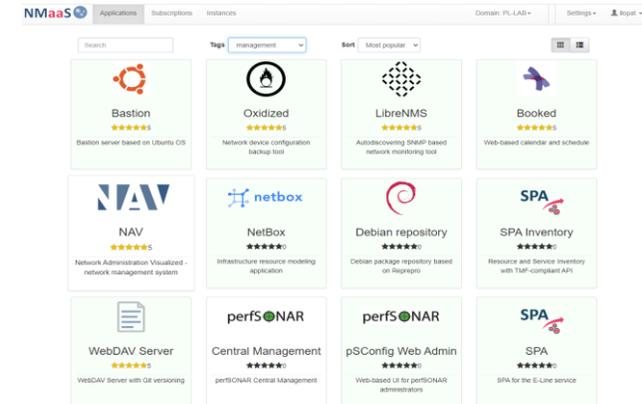 NMaaS Applications Subscriptions Instances Domain: PL-LAB Settings llopat
Search Tags management Sort Most popular
Bastion Oxidized LibreNMS Booked
5 5 5 5
Bastion server based on Ubuntu OS Network device configuration Autodiscovering SNMP based Web-based calendar and schedule
backup tool network monitoring tool
NAV netbox SPA
NAV NetBox Debian repository SPA Inventory
5 0 0 0
Network Administration Visualized - Infrastructure resource modeling Debian package repository based Resource and Service Inventory
network management system application on Reprepro with TMF-compliant API
perfSONAR perfSONAR SPA
WebDAV Server Central Management pSConfig Web Admin SPA
5 0 0 0
WebDAV Server with Git versioning perfSONAR Central Management Web-based UI for perfSONAR SPA for the E-Line service
administrators